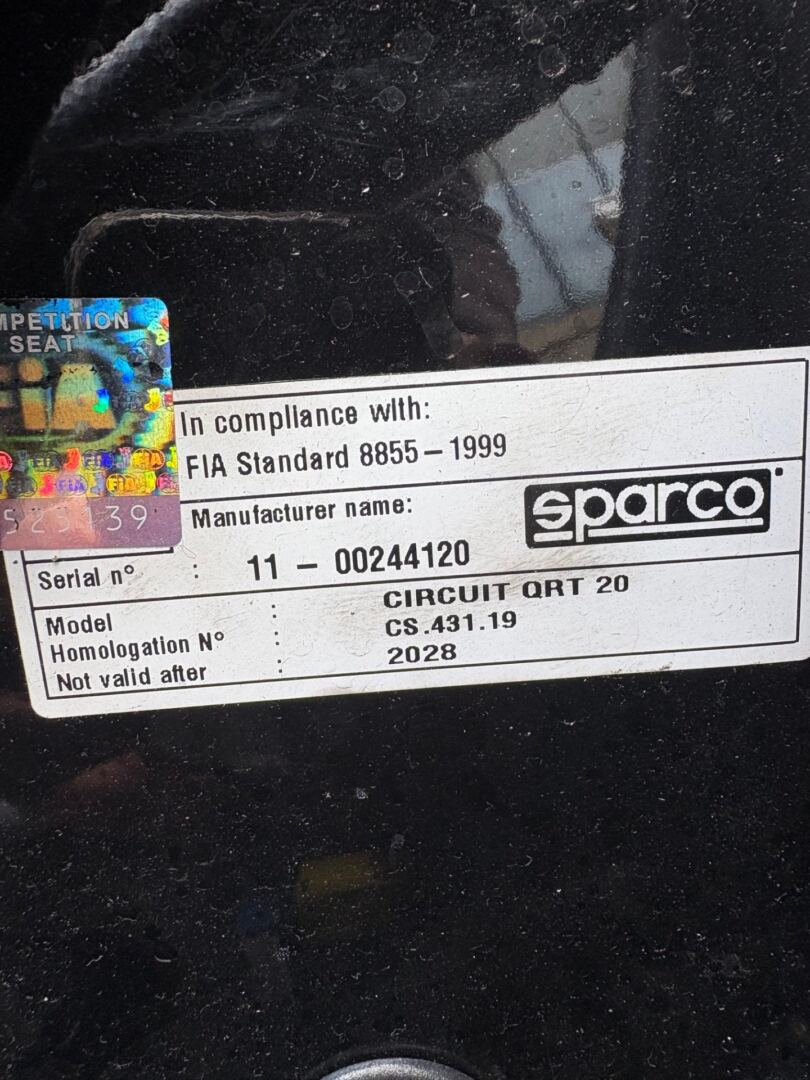 SEAT
FIA
In compliance with:
FIA Standard 8855-1999
Manufacturer name:
sparco
Serial n° : 11 - 00244120
Model : CIRCUIT QRT 20
Homologation N° : CS.431.19
Not valid after : 2028